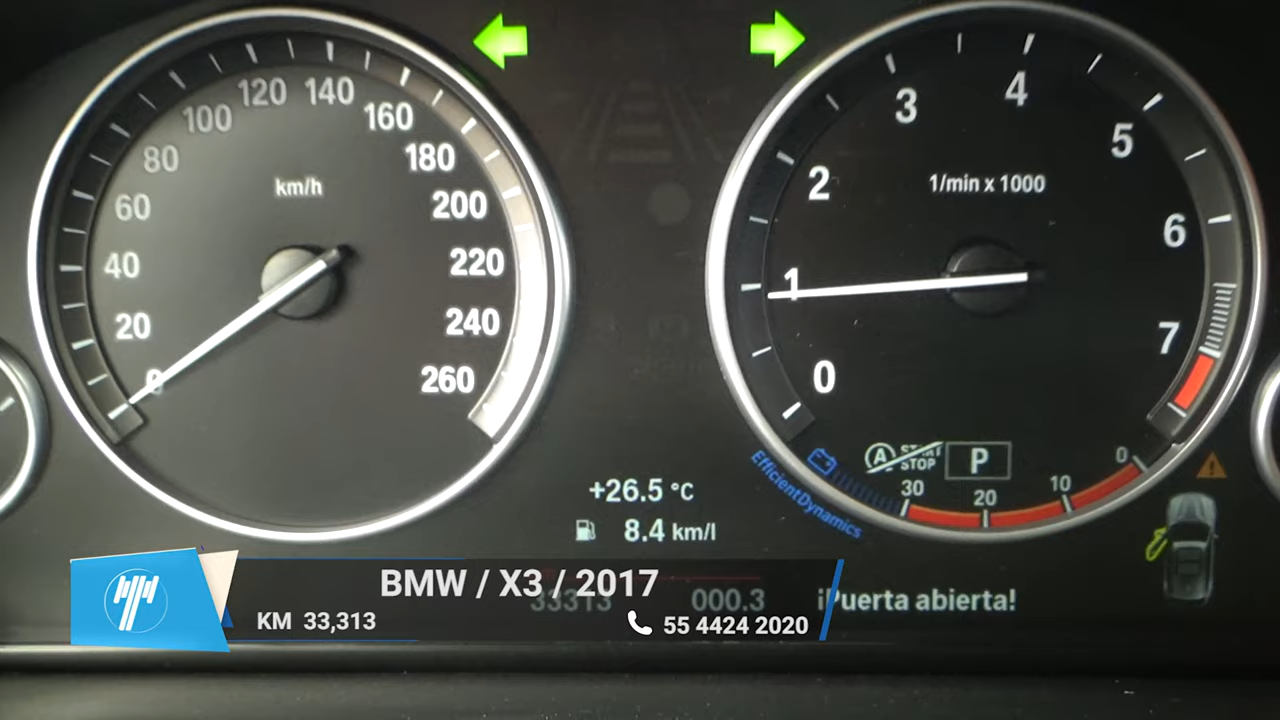 0
20
40
60
80
100
120
140
160
180
200
220
240
260
km/h
0
1
2
3
4
5
6
7
1/min x 1000
A START STOP
P
30
20
10
0
EfficientDynamics
+26.5 °C
8.4 km/l
33313
000.3
¡Puerta abierta!
BMW / X3 / 2017
KM 33,313
55 4424 2020